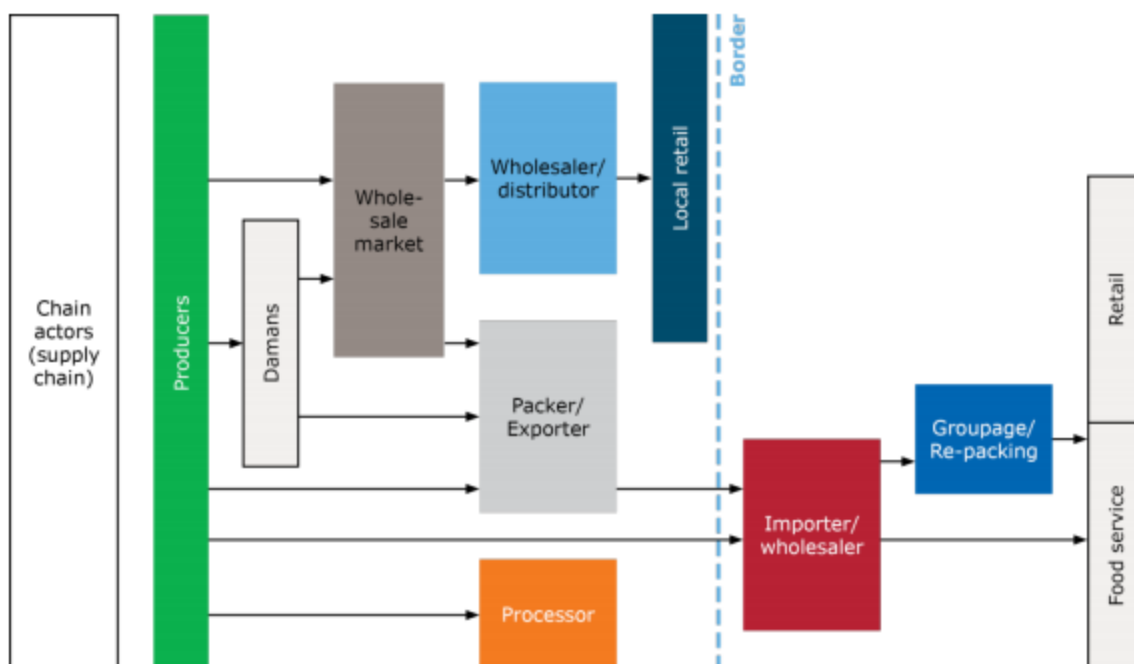 Chain
actors
(supply
chain)
Producers
Damans
Whole-
sale
market
Wholesaler/
distributor
Local retail
Border
Packer/
Exporter
Processor
Importer/
wholesaler
Groupage/
Re-packing
Retail
Food service